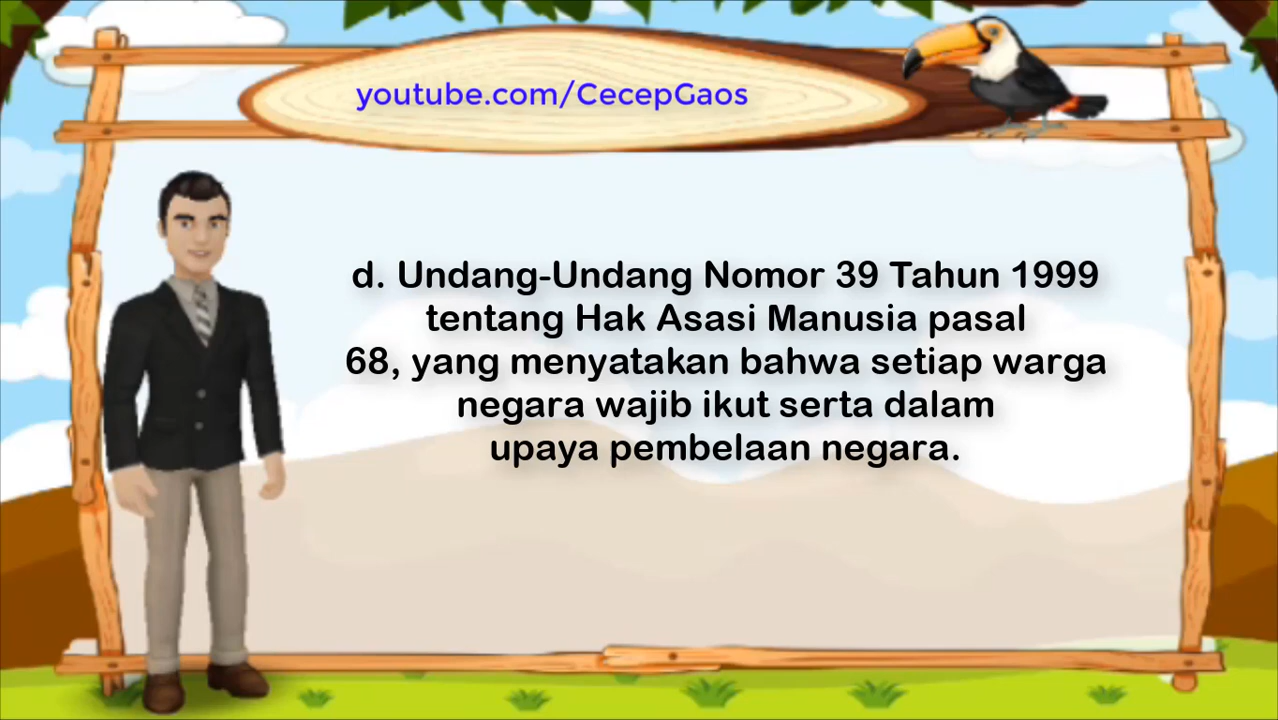 youtube.com/CecepGaos
d. Undang-Undang Nomor 39 Tahun 1999
tentang Hak Asasi Manusia pasal
68, yang menyatakan bahwa setiap warga
negara wajib ikut serta dalam
upaya pembelaan negara.